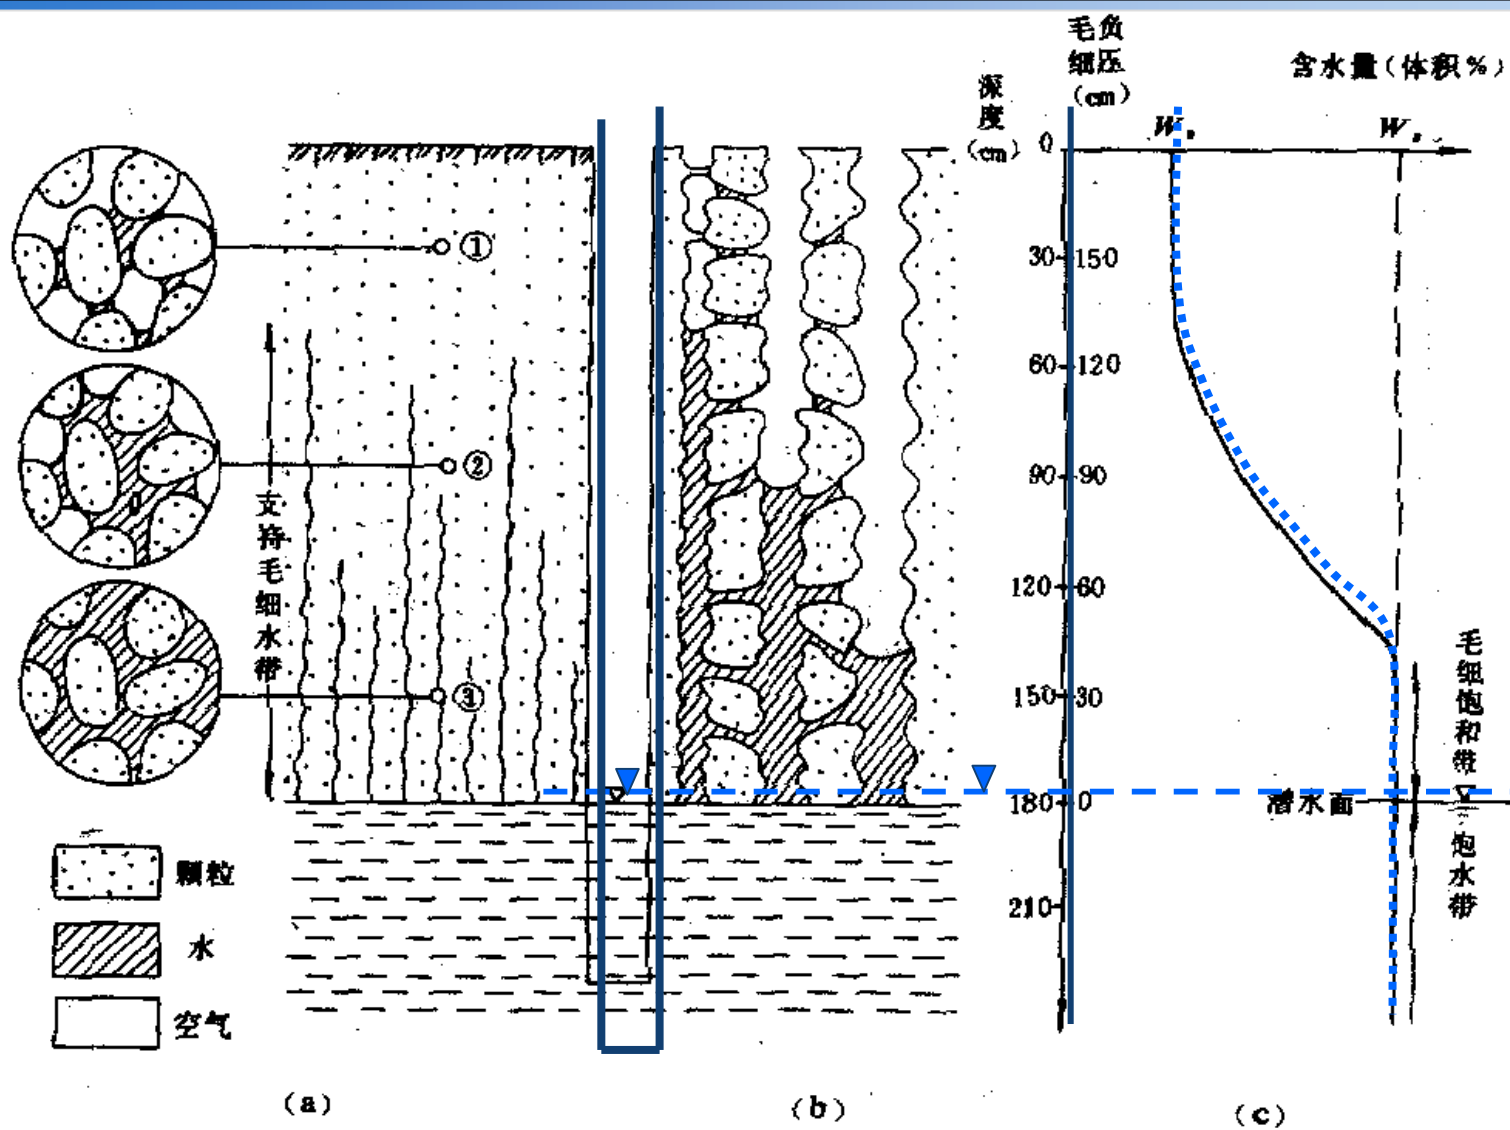 毛细
负压
(cm)
含水量(体积%)
深度
(cm)
0
30
150
60
120
90
90
120
60
150
30
180
0
210
①
②
③
支持毛细水带
毛细饱和带
潜水面
饱水带
颗粒
水
空气
(a)
(b)
(c)